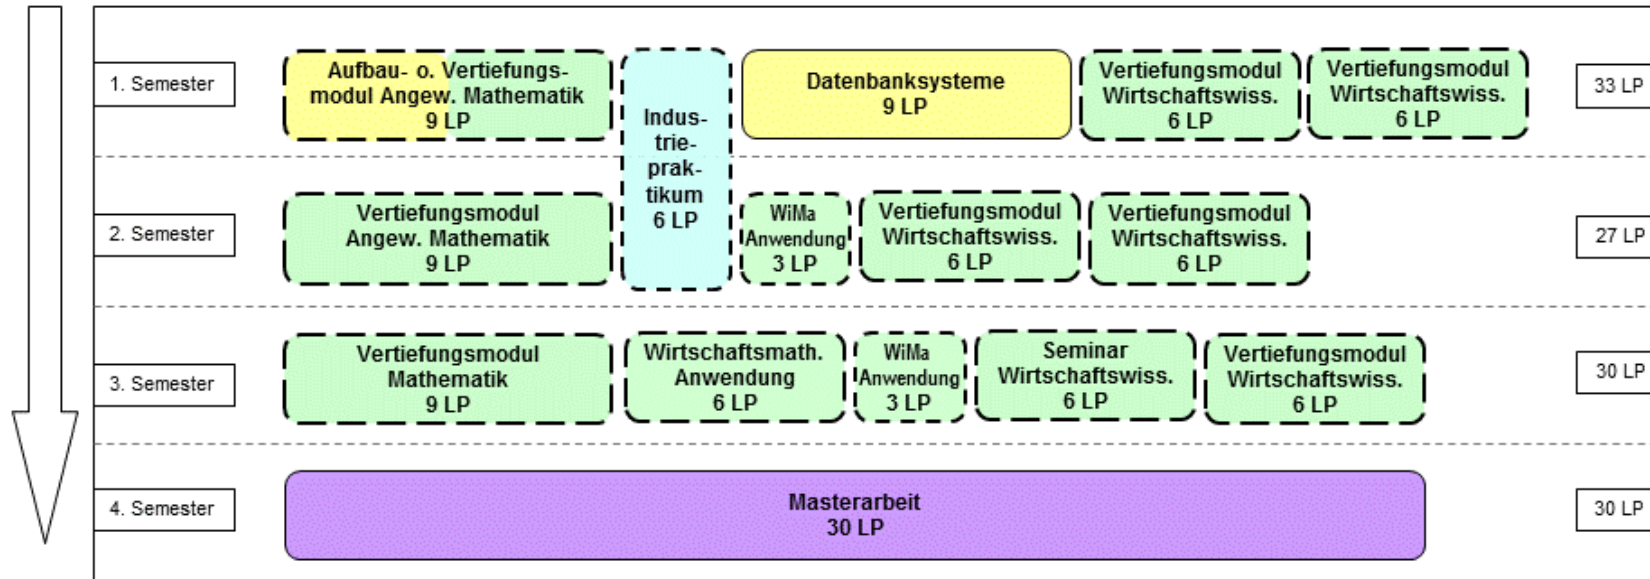 1. Semester
Aufbau- o. Vertiefungs-
modul Angew. Mathematik
9 LP
Indus-
trie-
prak-
tikum
6 LP
Datenbanksysteme
9 LP
Vertiefungsmodul
Wirtschaftswiss.
6 LP
Vertiefungsmodul
Wirtschaftswiss.
6 LP
33 LP
2. Semester
Vertiefungsmodul
Angew. Mathematik
9 LP
WiMa
Anwendung
3 LP
Vertiefungsmodul
Wirtschaftswiss.
6 LP
Vertiefungsmodul
Wirtschaftswiss.
6 LP
27 LP
3. Semester
Vertiefungsmodul
Mathematik
9 LP
Wirtschaftsmath.
Anwendung
6 LP
WiMa
Anwendung
3 LP
Seminar
Wirtschaftswiss.
6 LP
Vertiefungsmodul
Wirtschaftswiss.
6 LP
30 LP
4. Semester
Masterarbeit
30 LP
30 LP